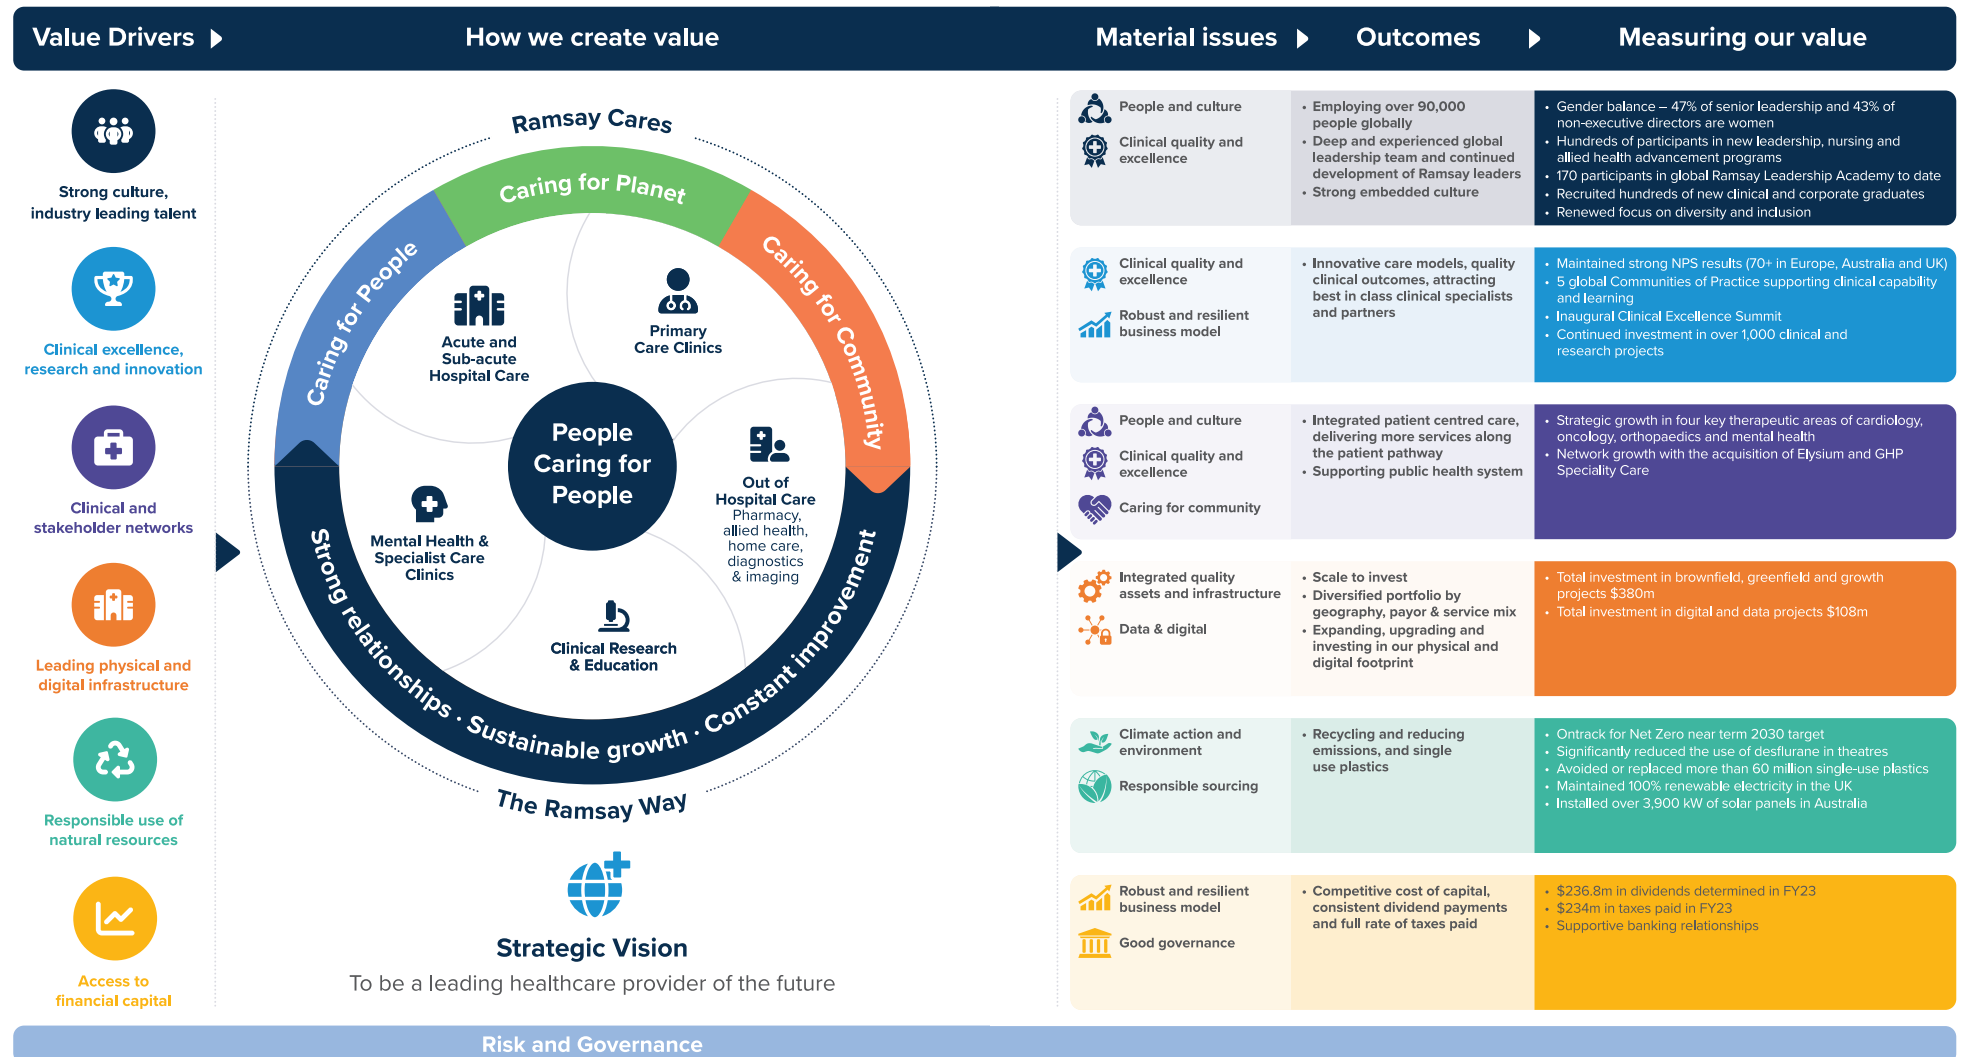 Value Drivers
How we create value
Material issues
Outcomes
Measuring our value
Strong culture,
industry leading talent
Clinical excellence,
research and innovation
Clinical and
stakeholder networks
Leading physical and
digital infrastructure
Responsible use of
natural resources
Access to
financial capital
Ramsay Cares
Caring for People
Caring for Planet
Caring for Community
Acute and
Sub-acute
Hospital Care
Primary
Care Clinics
People
Caring for
People
Out of
Hospital Care
Pharmacy,
allied health,
home care,
diagnostics
& imaging
Mental Health &
Specialist Care
Clinics
Clinical Research
& Education
Strong relationships · Sustainable growth · Constant improvement
The Ramsay Way
Strategic Vision
To be a leading healthcare provider of the future
People and culture
Clinical quality and
excellence
• Employing over 90,000
people globally
• Deep and experienced global
leadership team and continued
development of Ramsay leaders
• Strong embedded culture
• Gender balance – 47% of senior leadership and 43% of
non-executive directors are women
• Hundreds of participants in new leadership, nursing and
allied health advancement programs
• 170 participants in global Ramsay Leadership Academy to date
• Recruited hundreds of new clinical and corporate graduates
• Renewed focus on diversity and inclusion
Clinical quality and
excellence
Robust and resilient
business model
• Innovative care models, quality
clinical outcomes, attracting
best in class clinical specialists
and partners
• Maintained strong NPS results (70+ in Europe, Australia and UK)
• 5 global Communities of Practice supporting clinical capability
and learning
• Inaugural Clinical Excellence Summit
• Continued investment in over 1,000 clinical and
research projects
People and culture
Clinical quality and
excellence
Caring for community
• Integrated patient centred care,
delivering more services along
the patient pathway
• Supporting public health system
• Strategic growth in four key therapeutic areas of cardiology,
oncology, orthopaedics and mental health
• Network growth with the acquisition of Elysium and GHP
Speciality Care
Integrated quality
assets and infrastructure
Data & digital
• Scale to invest
• Diversified portfolio by
geography, payor & service mix
• Expanding, upgrading and
investing in our physical and
digital footprint
• Total investment in brownfield, greenfield and growth
projects $380m
• Total investment in digital and data projects $108m
Climate action and
environment
Responsible sourcing
• Recycling and reducing
emissions, and single
use plastics
• Ontrack for Net Zero near term 2030 target
• Significantly reduced the use of desflurane in theatres
• Avoided or replaced more than 60 million single-use plastics
• Maintained 100% renewable electricity in the UK
• Installed over 3,900 kW of solar panels in Australia
Robust and resilient
business model
Good governance
• Competitive cost of capital,
consistent dividend payments
and full rate of taxes paid
• $236.8m in dividends determined in FY23
• $234m in taxes paid in FY23
• Supportive banking relationships
Risk and Governance